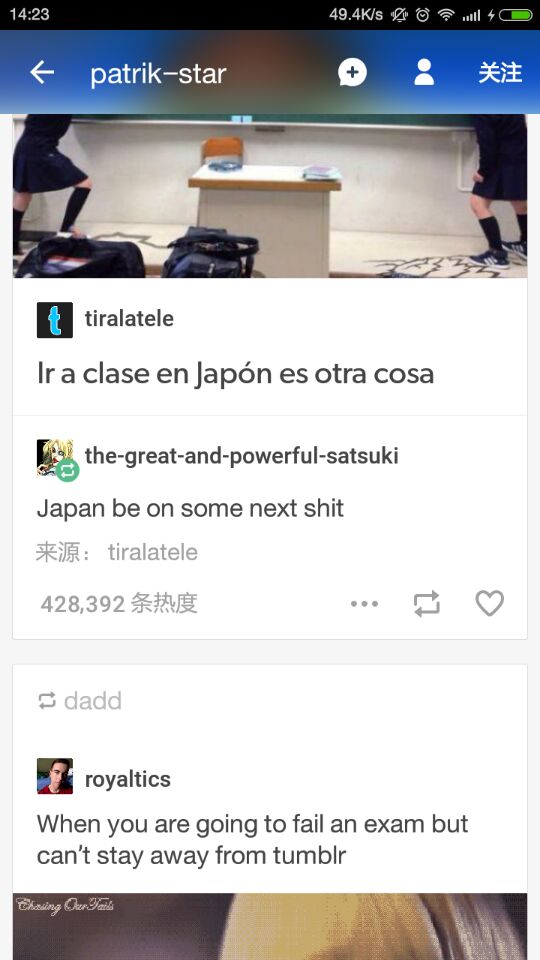 14:23
49.4K/s
patrik-star
关注
tiralatele
Ir a clase en Japón es otra cosa
the-great-and-powerful-satsuki
Japan be on some next shit
来源： tiralatele
428,392 条热度
dadd
royaltics
When you are going to fail an exam but
can't stay away from tumblr
Chasing Our Tails